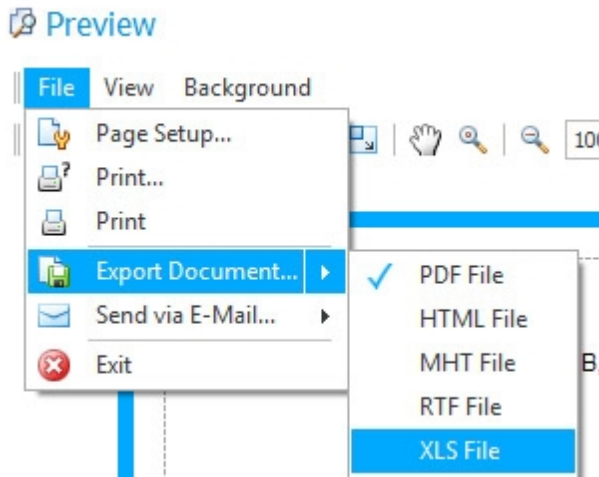 Preview
File View Background
Page Setup...
100
Print...
Print
Export Document...
PDF File
Send via E-Mail...
HTML File
Exit
MHT File
RTF File
XLS File